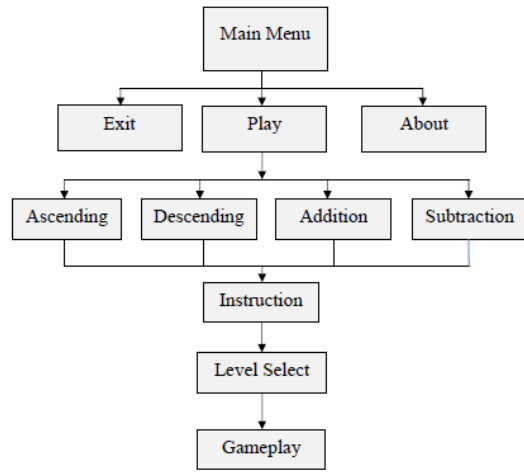 Main Menu
Exit
Play
About
Ascending
Descending
Addition
Subtraction
Instruction
Level Select
Gameplay